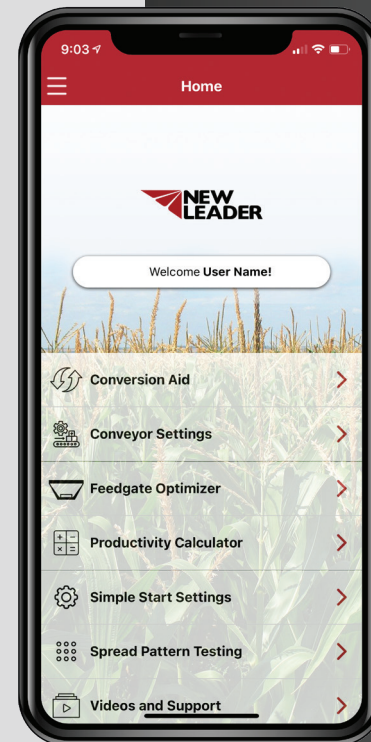 9:03
Home
NEW
LEADER
Welcome User Name!
Conversion Aid
Conveyor Settings
Feedgate Optimizer
Productivity Calculator
Simple Start Settings
Spread Pattern Testing
Videos and Support